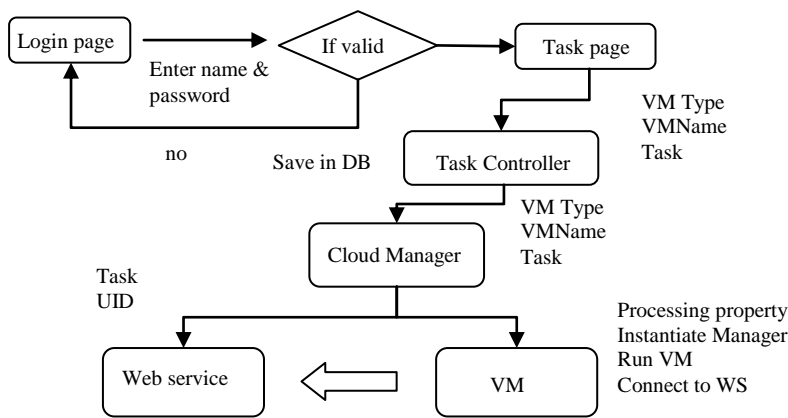 Login page
If valid
Task page
Enter name &
password
VM Type
VMName
Task
no
Save in DB
Task Controller
VM Type
VMName
Task
Cloud Manager
Task
UID
Processing property
Instantiate Manager
Run VM
Connect to WS
Web service
VM